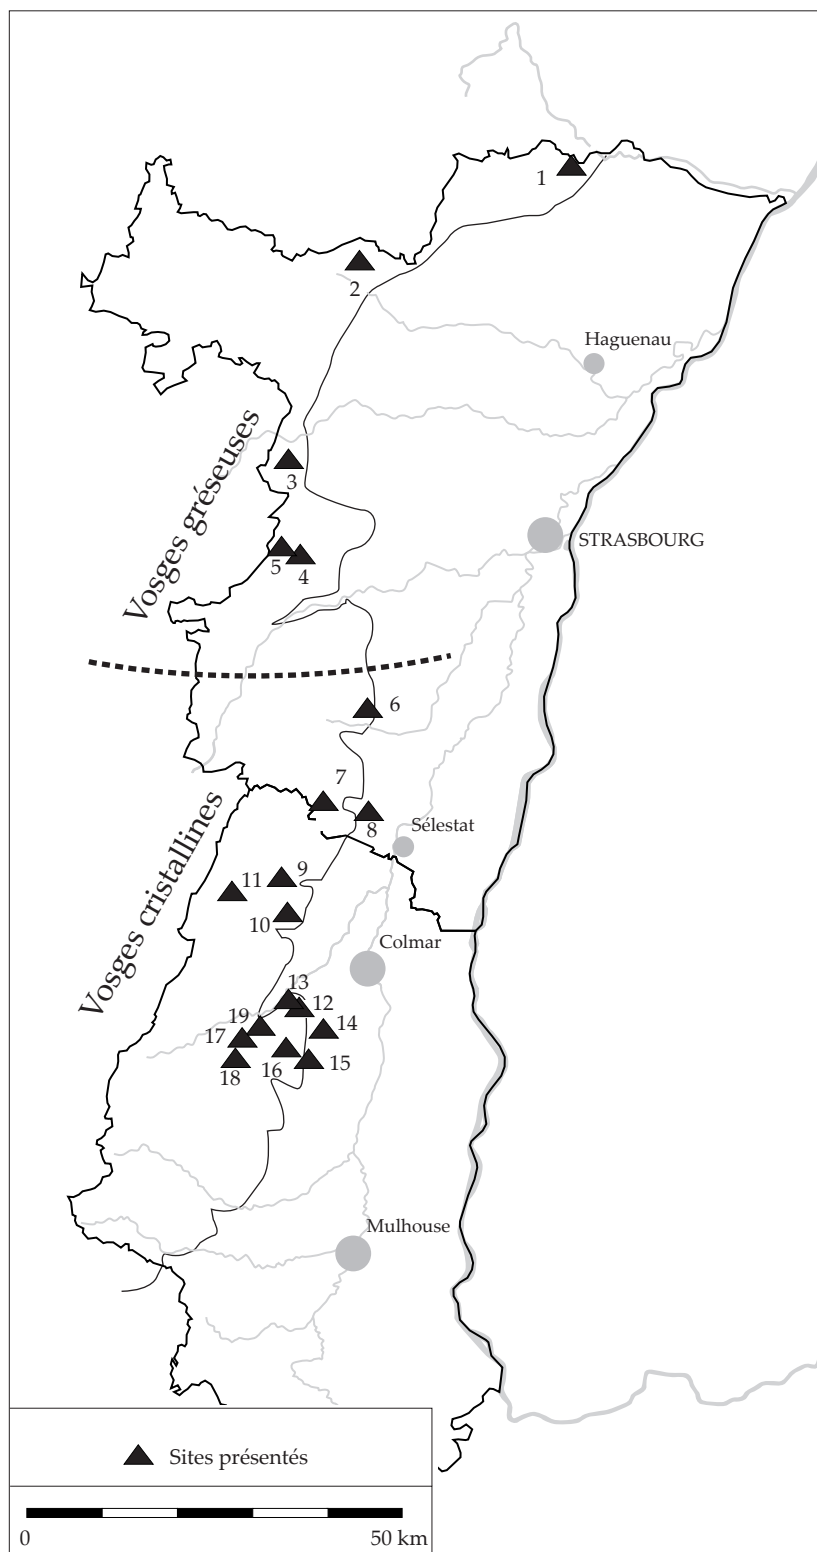 1
2
Haguenau
Vosges gréseuses
3
STRASBOURG
5
4
6
7
8
Sélestat
Vosges cristallines
11
9
10
Colmar
13
12
19
14
17
16
15
18
Mulhouse
Sites présentés
0
50 km